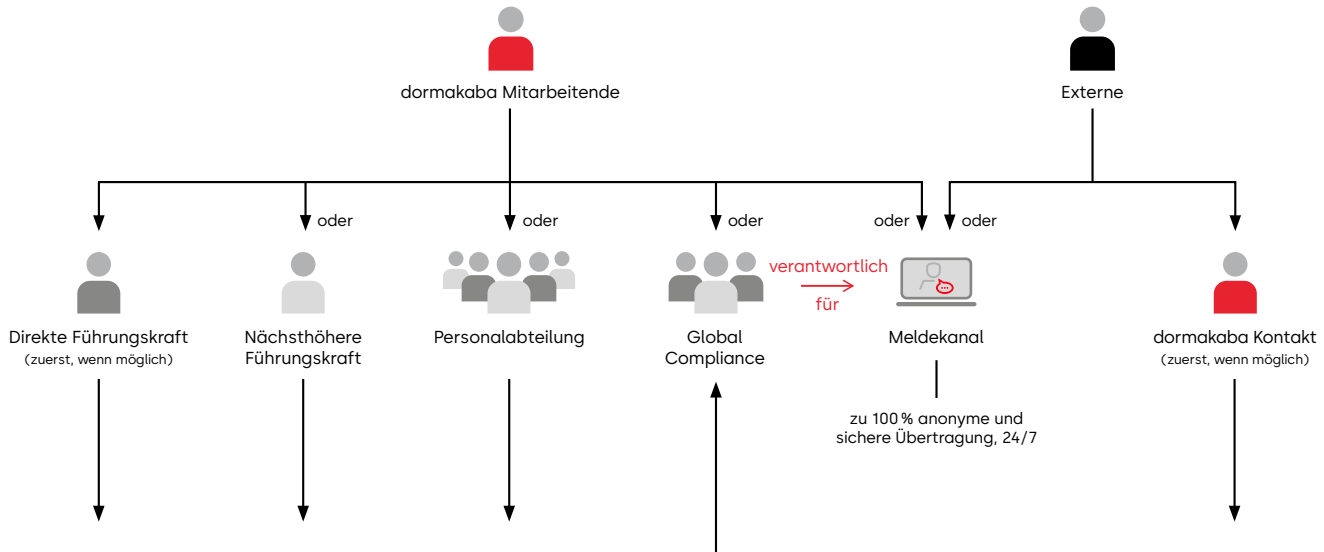 dormakaba Mitarbeitende
Externe
oder
oder
oder
oder
oder
verantwortlich
für
Direkte Führungskraft
(zuerst, wenn möglich)
Nächsthöhere
Führungskraft
Personalabteilung
Global
Compliance
Meldekanal
dormakaba Kontakt
(zuerst, wenn möglich)
zu 100 % anonyme und
sichere Übertragung, 24/7